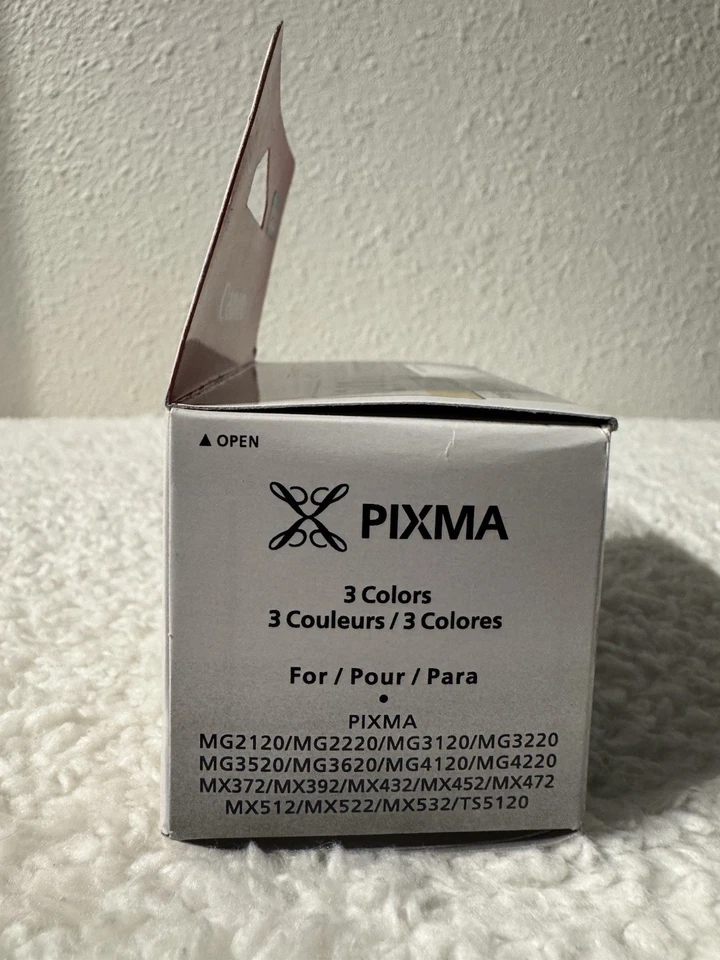 ▲ OPEN
PIXMA
3 Colors
3 Couleurs / 3 Colores
For / Pour / Para
•
PIXMA
MG2120/MG2220/MG3120/MG3220
MG3520/MG3620/MG4120/MG4220
MX372/MX392/MX432/MX452/MX472
MX512/MX522/MX532/TS5120